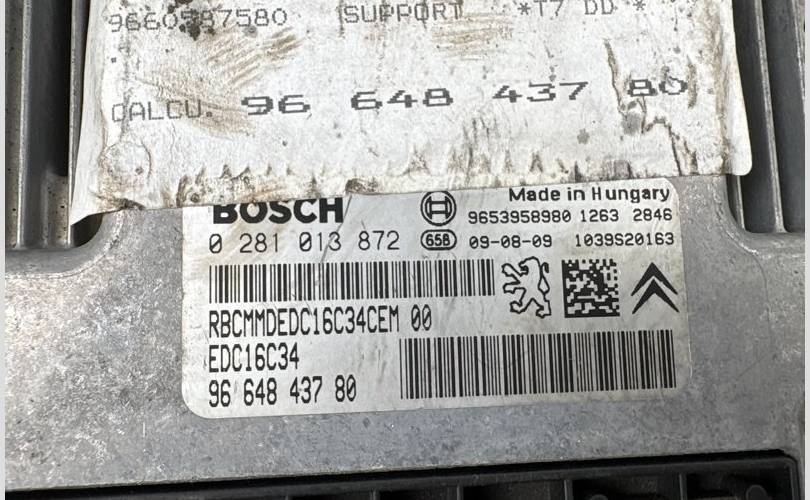 9660587580 SUPPORT *T7 DD *
CALCU. 96 648 437 80
BOSCH
Made in Hungary
9653958980 1263 2846
0 281 013 872 658 09-08-09 1039S20163
RBCMMDEDC16C34CEM 00
EDC16C34
96 648 437 80